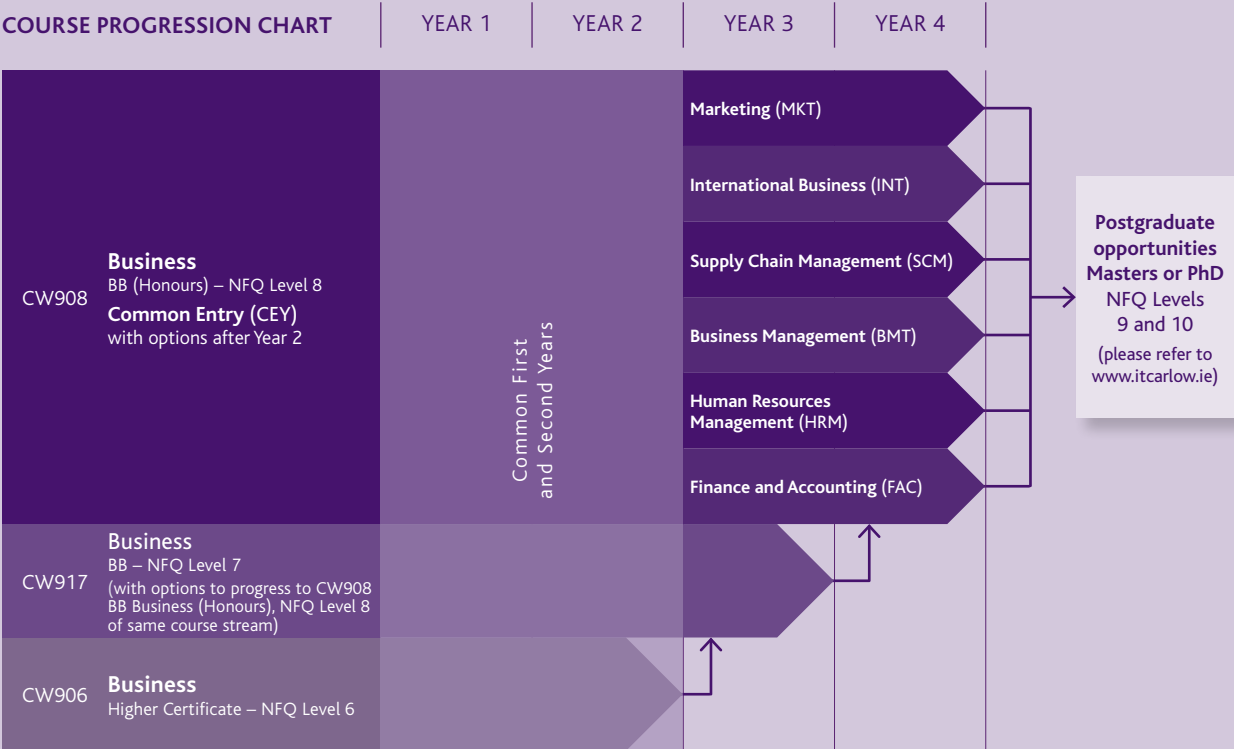 COURSE PROGRESSION CHART
YEAR 1
YEAR 2
YEAR 3
YEAR 4
CW908
Business
BB (Honours) – NFQ Level 8
Common Entry (CEY)
with options after Year 2
Common First
and Second Years
Marketing (MKT)
International Business (INT)
Supply Chain Management (SCM)
Business Management (BMT)
Human Resources
Management (HRM)
Finance and Accounting (FAC)
Postgraduate
opportunities
Masters or PhD
NFQ Levels
9 and 10
(please refer to
www.itcarlow.ie)
CW917
Business
BB – NFQ Level 7
(with options to progress to CW908
BB Business (Honours), NFQ Level 8
of same course stream)
CW906
Business
Higher Certificate – NFQ Level 6